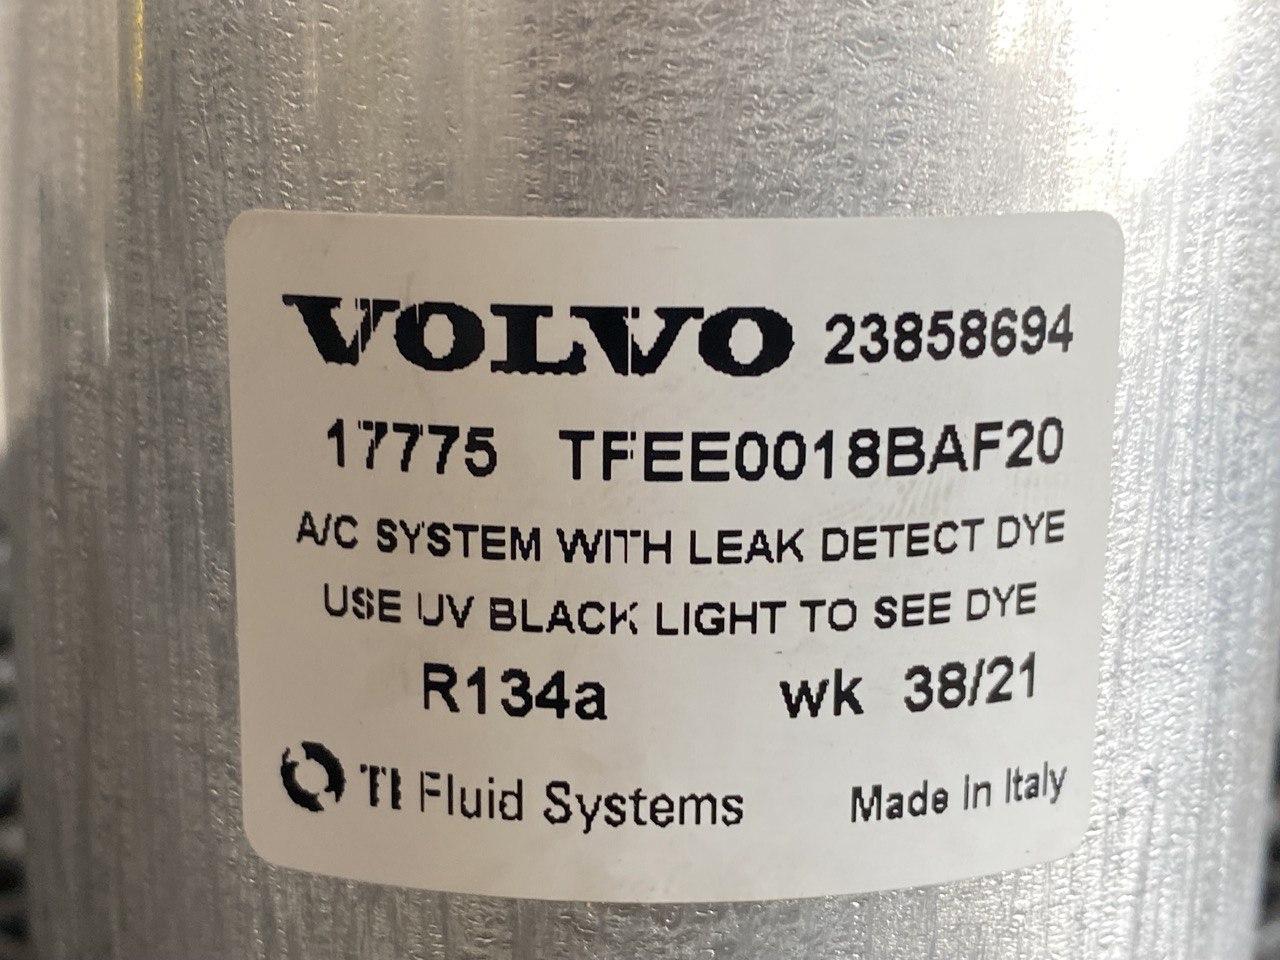 VOLVO 23858694
17775 TFEE0018BAF20
A/C SYSTEM WITH LEAK DETECT DYE
USE UV BLACK LIGHT TO SEE DYE
R134a wk 38/21
TI Fluid Systems Made in Italy